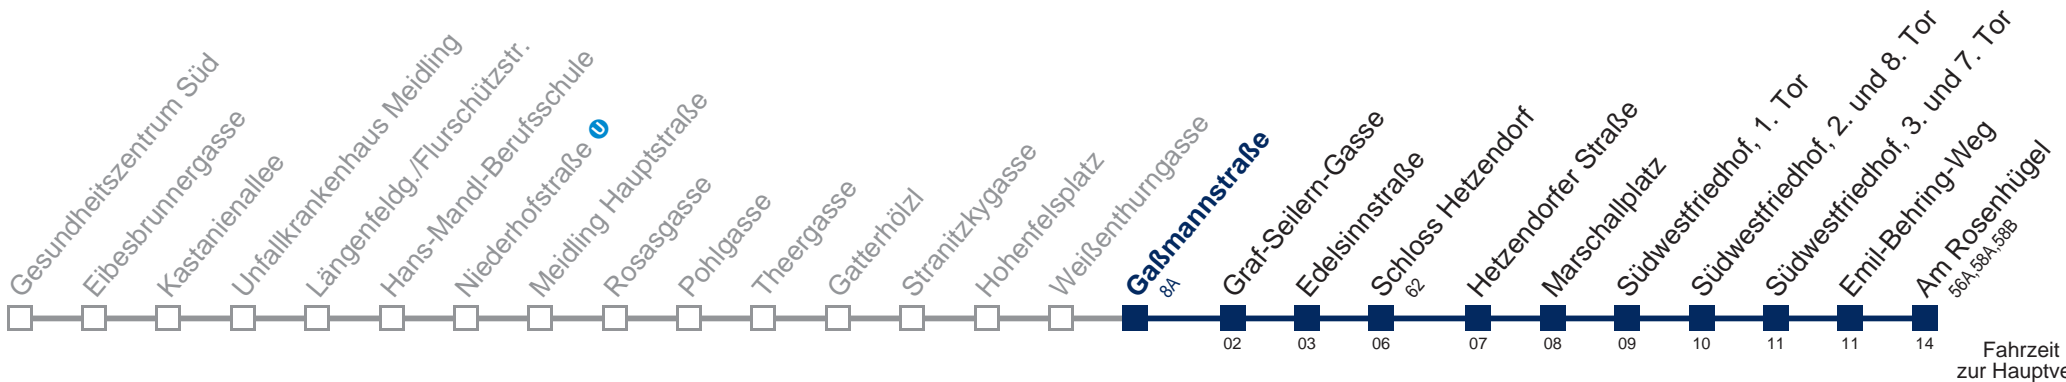 Gesundheitszentrum Süd
Eibesbrunnergasse
Kastanienallee
Unfallkrankenhaus Meidling
Längenfeldg./Flurschützstr.
Hans-Mandl-Berufsschule
Niederhofstraße U
Meidling Hauptstraße
Rosasgasse
Pohlgasse
Theergasse
Gatterhölzl
Stranitzkygasse
Hohenfelsplatz
Weißenthurngasse
Gaßmannstraße
8A
Graf-Seilern-Gasse
Edelsinnstraße
Schloss Hetzendorf
62
Hetzendorfer Straße
Marschallplatz
Südwestfriedhof, 1. Tor
Südwestfriedhof, 2. und 8. Tor
Südwestfriedhof, 3. und 7. Tor
Emil-Behring-Weg
Am Rosenhügel
56A,58A,58B
02 03 06 07 08 09 10 11 11 14
Fahrzeit
zur Hauptve